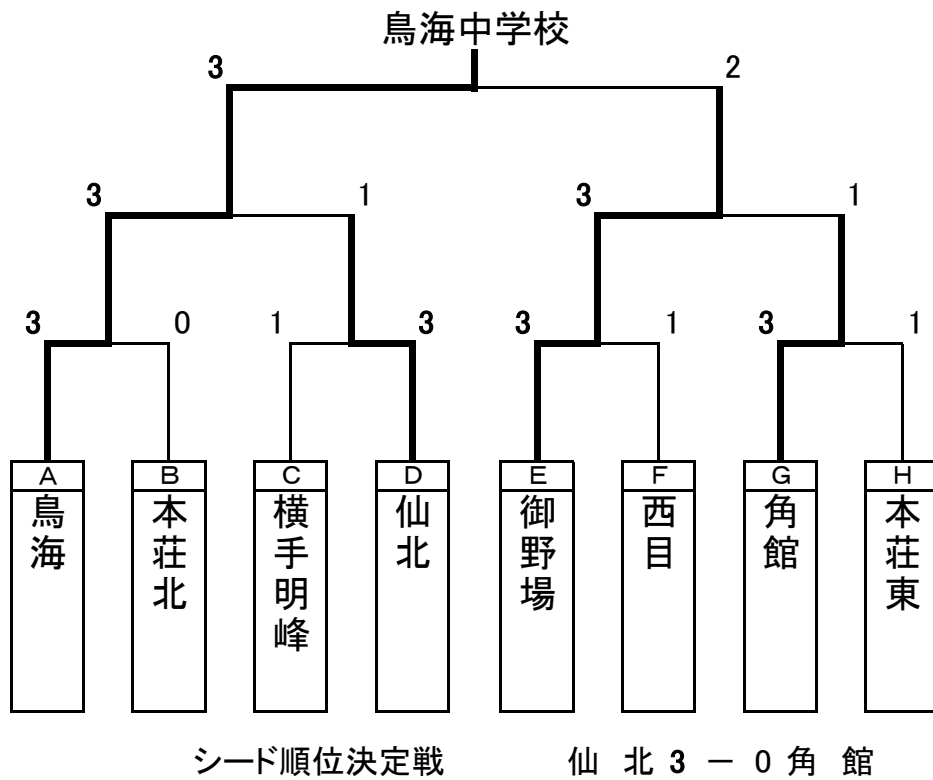 鳥海中学校
3 2
3 1 3 1
3 0 1 3 3 1 3 1
A B C D E F G H
鳥海 本荘北 横手明峰 仙北 御野場 西目 角館 本荘東
シード順位決定戦 仙 北 3 － 0 角 館